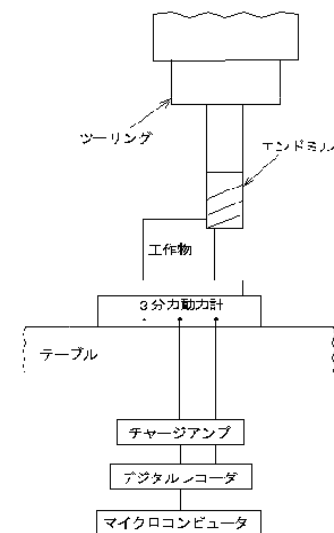 ツーリング
エンドミル
工作物
3分力動力計
テーブル
チャージアンプ
デジタルレコーダ
マイクロコンピュータ